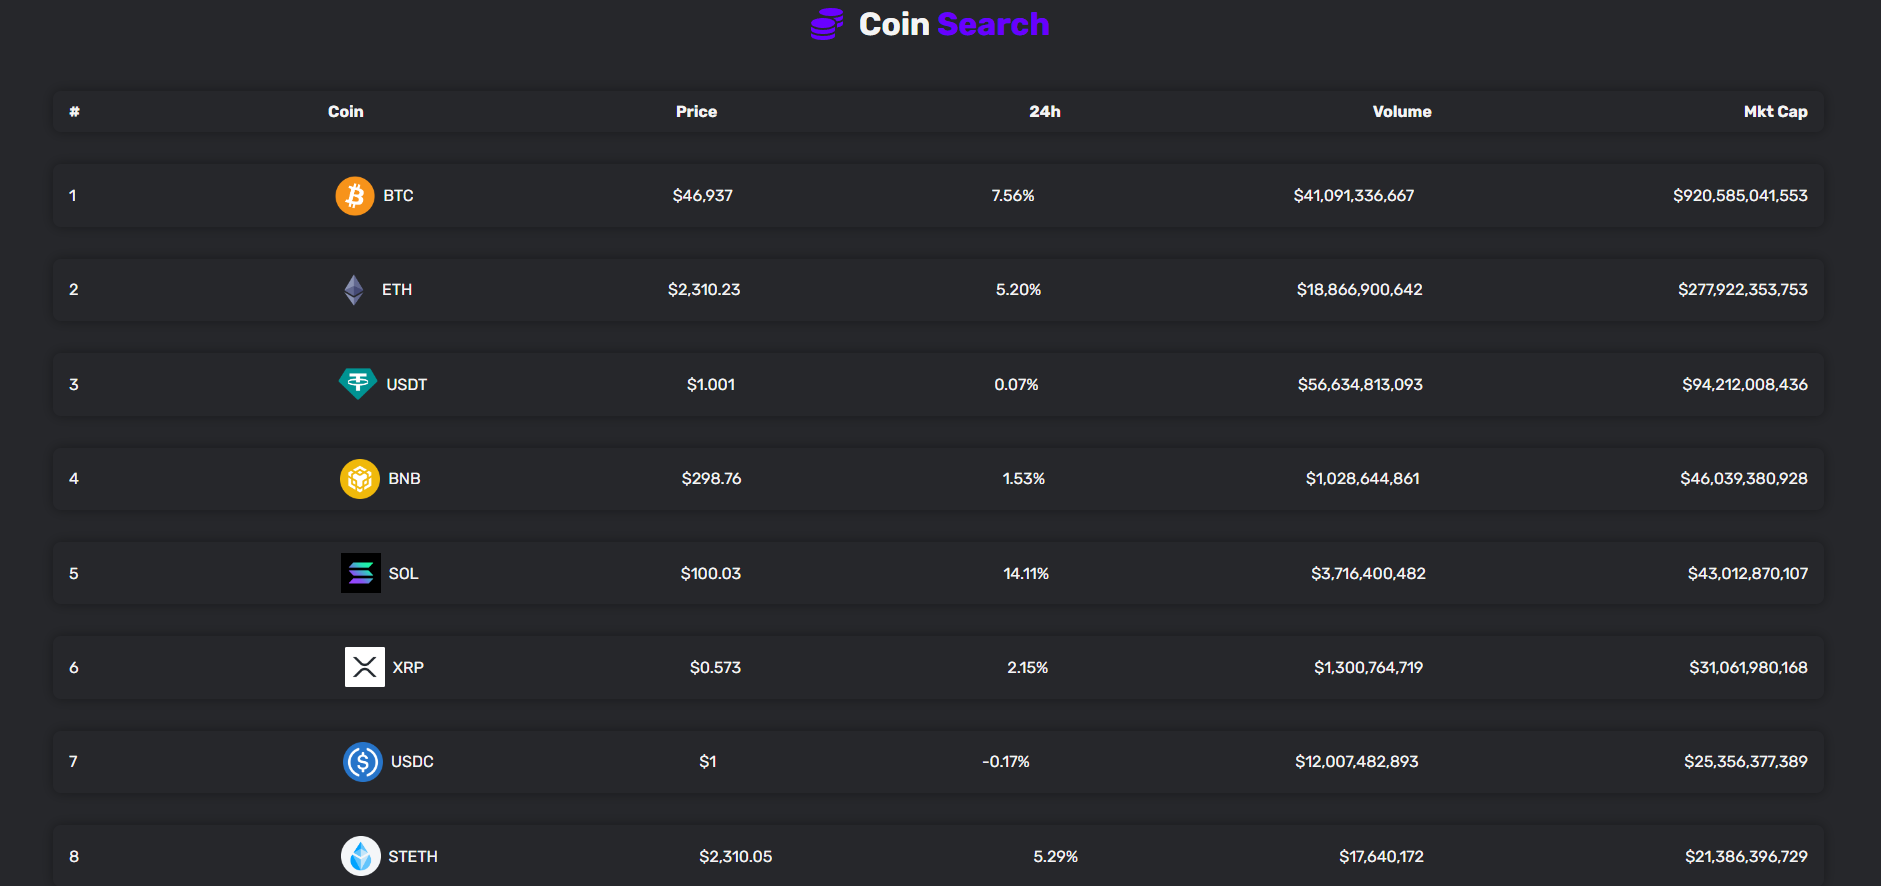 Coin Search
# Coin Price 24h Volume Mkt Cap
1 BTC $46,937 7.56% $41,091,336,667 $920,585,041,553
2 ETH $2,310.23 5.20% $18,866,900,642 $277,922,353,753
3 USDT $1.001 0.07% $56,634,813,093 $94,212,008,436
4 BNB $298.76 1.53% $1,028,644,861 $46,039,380,928
5 SOL $100.03 14.11% $3,716,400,482 $43,012,870,107
6 XRP $0.573 2.15% $1,300,764,719 $31,061,980,168
7 USDC $1 -0.17% $12,007,482,893 $25,356,377,389
8 STETH $2,310.05 5.29% $17,640,172 $21,386,396,729